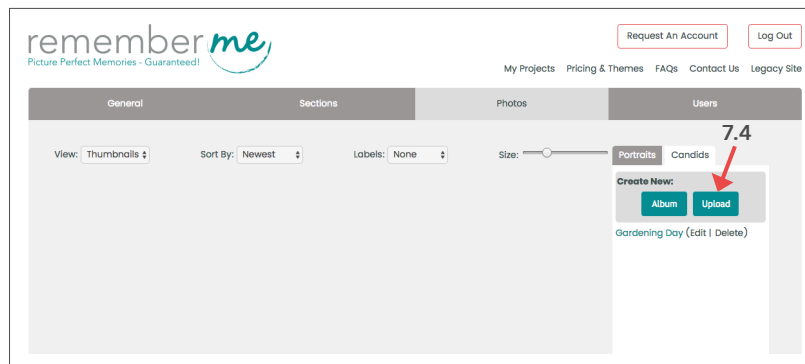 remember me
Picture Perfect Memories - Guaranteed!
Request An Account
Log Out
My Projects Pricing & Themes FAQs Contact Us Legacy Site
General Sections Photos Users
7.4
View: Thumbnails Sort By: Newest Labels: None Size:
Portraits Candids
Create New:
Album Upload
Gardening Day (Edit | Delete)